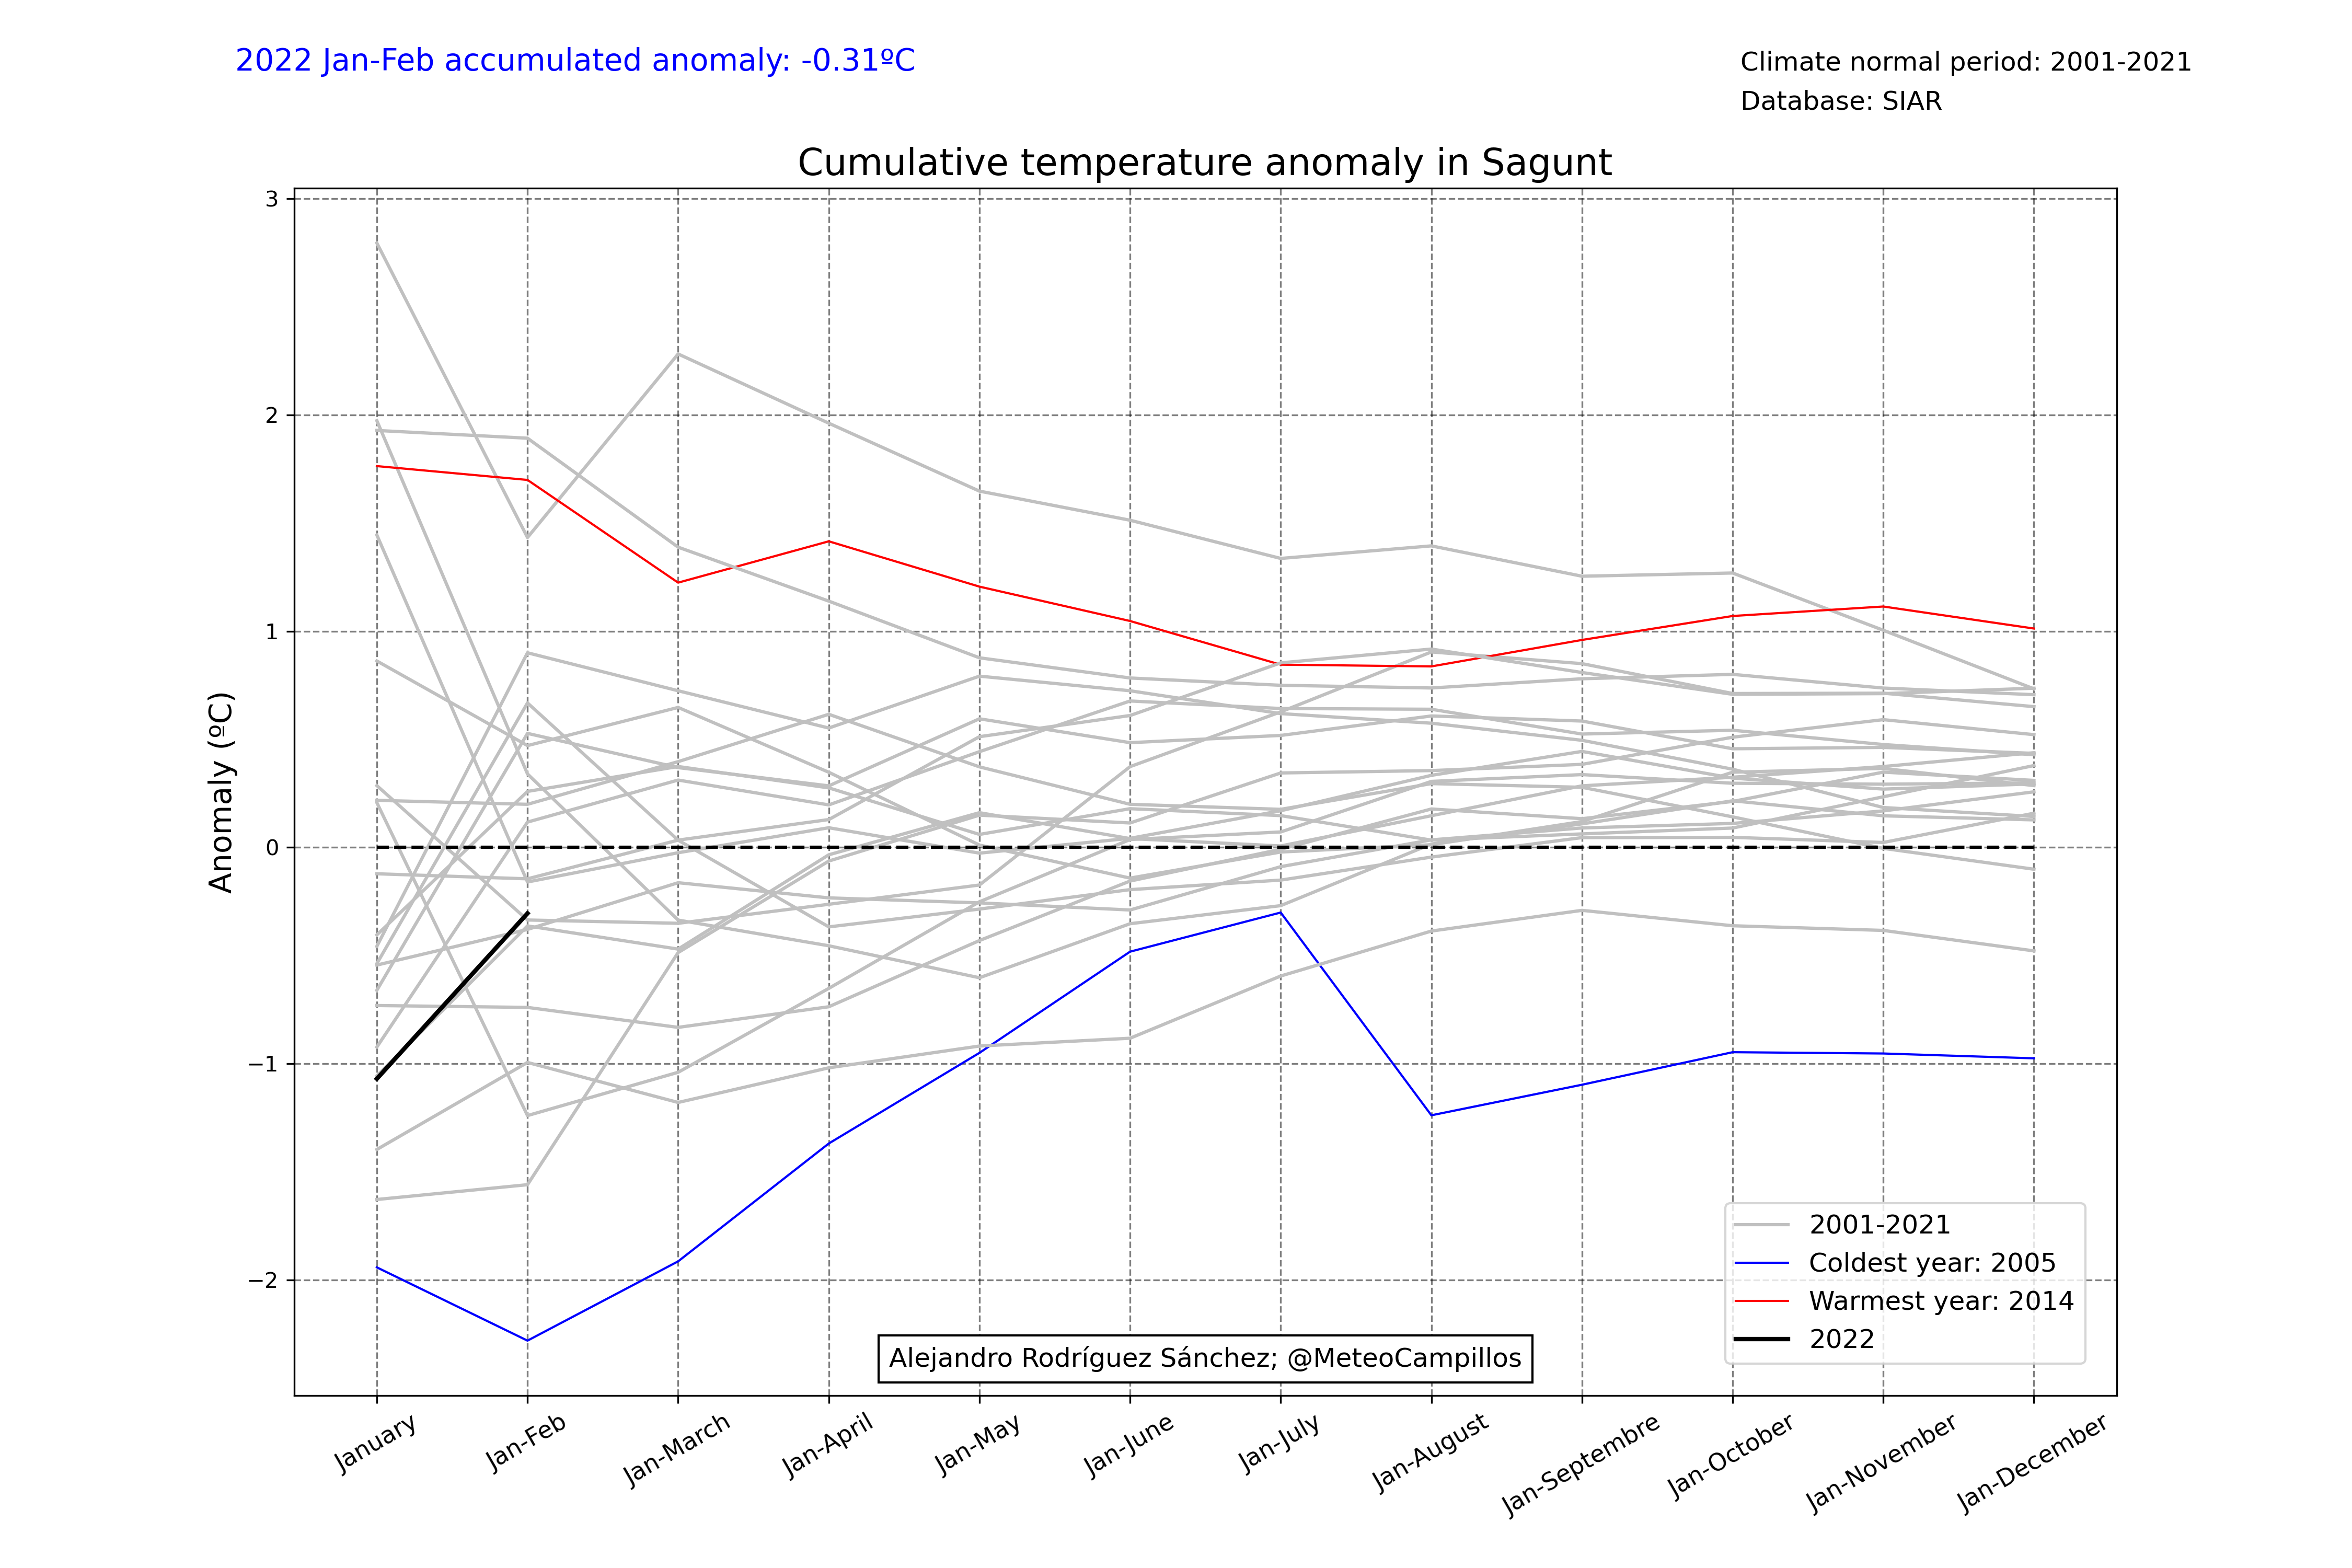 2022 Jan-Feb accumulated anomaly: -0.31ºC
Climate normal period: 2001-2021
Database: SIAR
Cumulative temperature anomaly in Sagunt
Anomaly (ºC)
3
2
1
0
−1
−2
2001-2021
Coldest year: 2005
Warmest year: 2014
2022
Alejandro Rodríguez Sánchez; @MeteoCampillos
January
Jan-Feb
Jan-March
Jan-April
Jan-May
Jan-June
Jan-July
Jan-August
Jan-Septembre
Jan-October
Jan-November
Jan-December